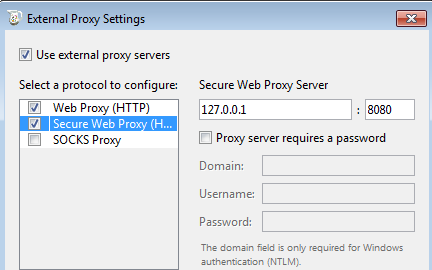 External Proxy Settings
Use external proxy servers
Select a protocol to configure:
Web Proxy (HTTP)
Secure Web Proxy (H...
SOCKS Proxy
Secure Web Proxy Server
127.0.0.1 : 8080
Proxy server requires a password
Domain:
Username:
Password:
The domain field is only required for Windows
authentication (NTLM).